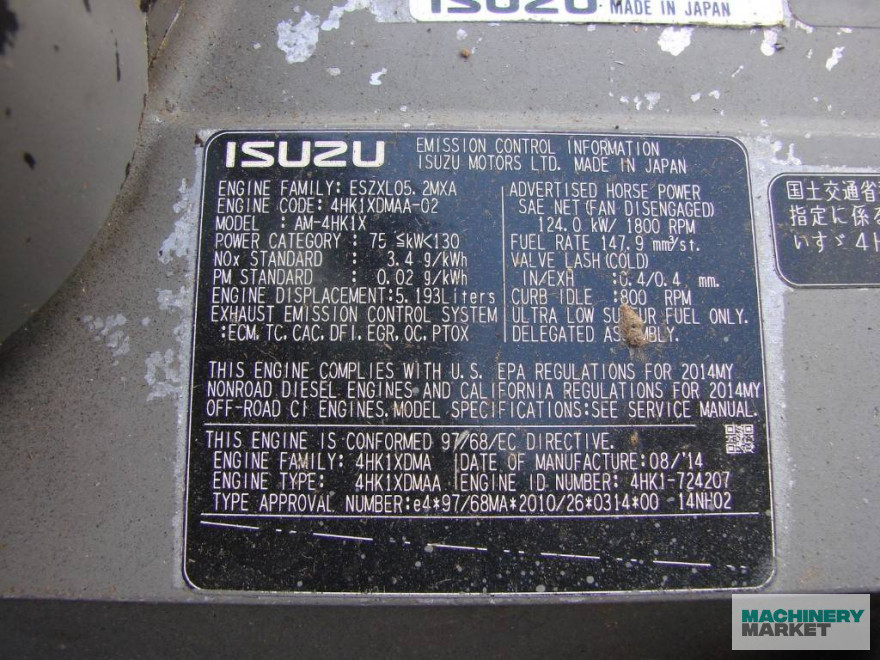 ISUZU MADE IN JAPAN
ISUZU EMISSION CONTROL INFORMATION
ISUZU MOTORS LTD. MADE IN JAPAN
ENGINE FAMILY: ESZXL05.2MXA
ENGINE CODE: 4HK1XDMAA-02
MODEL : AM-4HK1X
POWER CATEGORY : 75 ≦kW<130
NOx STANDARD : 3.4 g/kWh
PM STANDARD : 0.02 g/kWh
ENGINE DISPLACEMENT:5.193Liters
EXHAUST EMISSION CONTROL SYSTEM
:ECM,TC,CAC,DFI,EGR,OC,PTOX
ADVERTISED HORSE POWER
SAE NET(FAN DISENGAGED)
124.0 kW/ 1800 RPM
FUEL RATE 147.9 mm³/st.
VALVE LASH(COLD)
IN/EXH :0.4/0.4 mm.
CURB IDLE :800 RPM
ULTRA LOW SULFUR FUEL ONLY.
DELEGATED ASSEMBLY.
THIS ENGINE COMPLIES WITH U.S. EPA REGULATIONS FOR 2014MY
NONROAD DIESEL ENGINES AND CALIFORNIA REGULATIONS FOR 2014MY
OFF-ROAD CI ENGINES. MODEL SPECIFICATIONS:SEE SERVICE MANUAL.
THIS ENGINE IS CONFORMED 97/68/EC DIRECTIVE.
ENGINE FAMILY: 4HK1XDMA DATE OF MANUFACTURE:08/'14
ENGINE TYPE: 4HK1XDMAA ENGINE ID NUMBER: 4HK1-724207
TYPE APPROVAL NUMBER:e4*97/68MA*2010/26*0314*00 14NH02
国土交通省
指定に係る
いすゞ4H
MACHINERY
MARKET